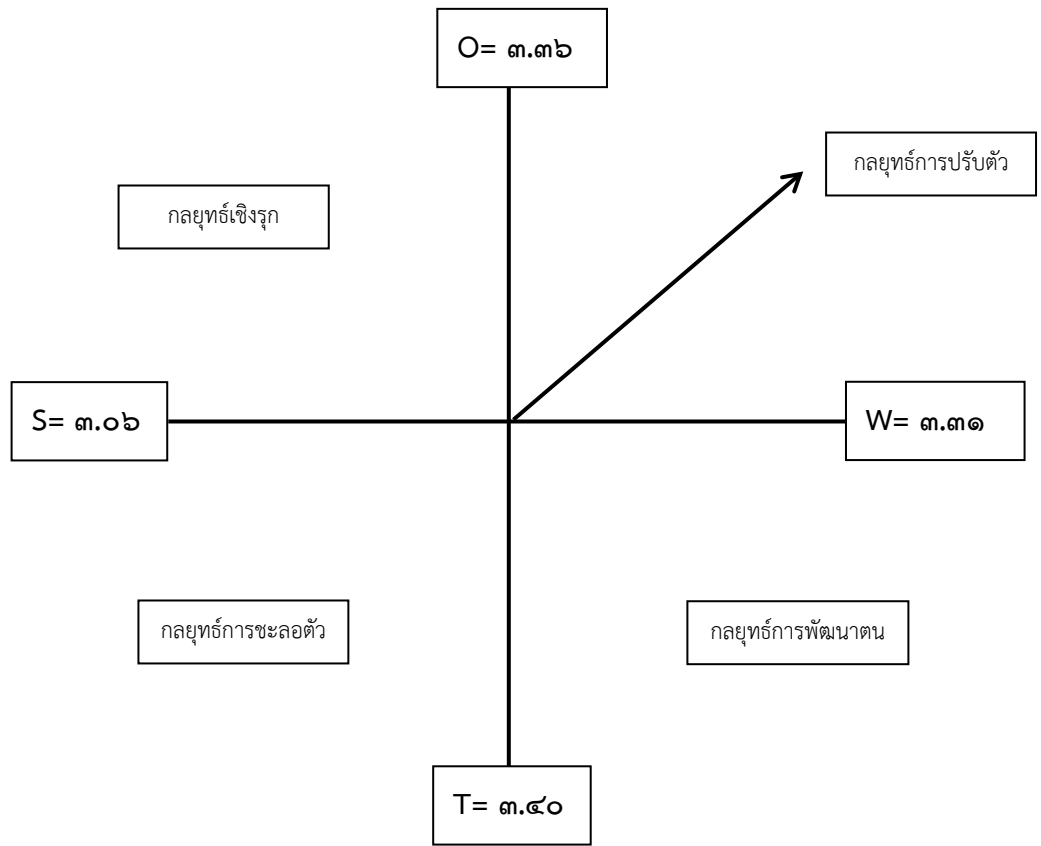 O= ๓.๓๖
กลยุทธ์การปรับตัว
กลยุทธ์เชิงรุก
S= ๓.๐๖
W= ๓.๓๑
กลยุทธ์การชะลอตัว
กลยุทธ์การพัฒนาตน
T= ๓.๔๐